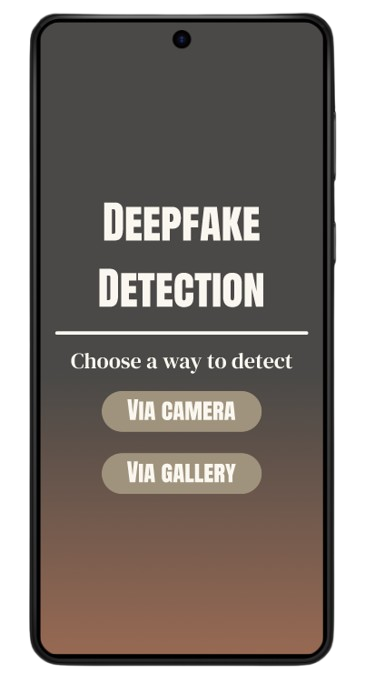 DEEPFAKE
DETECTION
Choose a way to detect
VIA CAMERA
VIA GALLERY